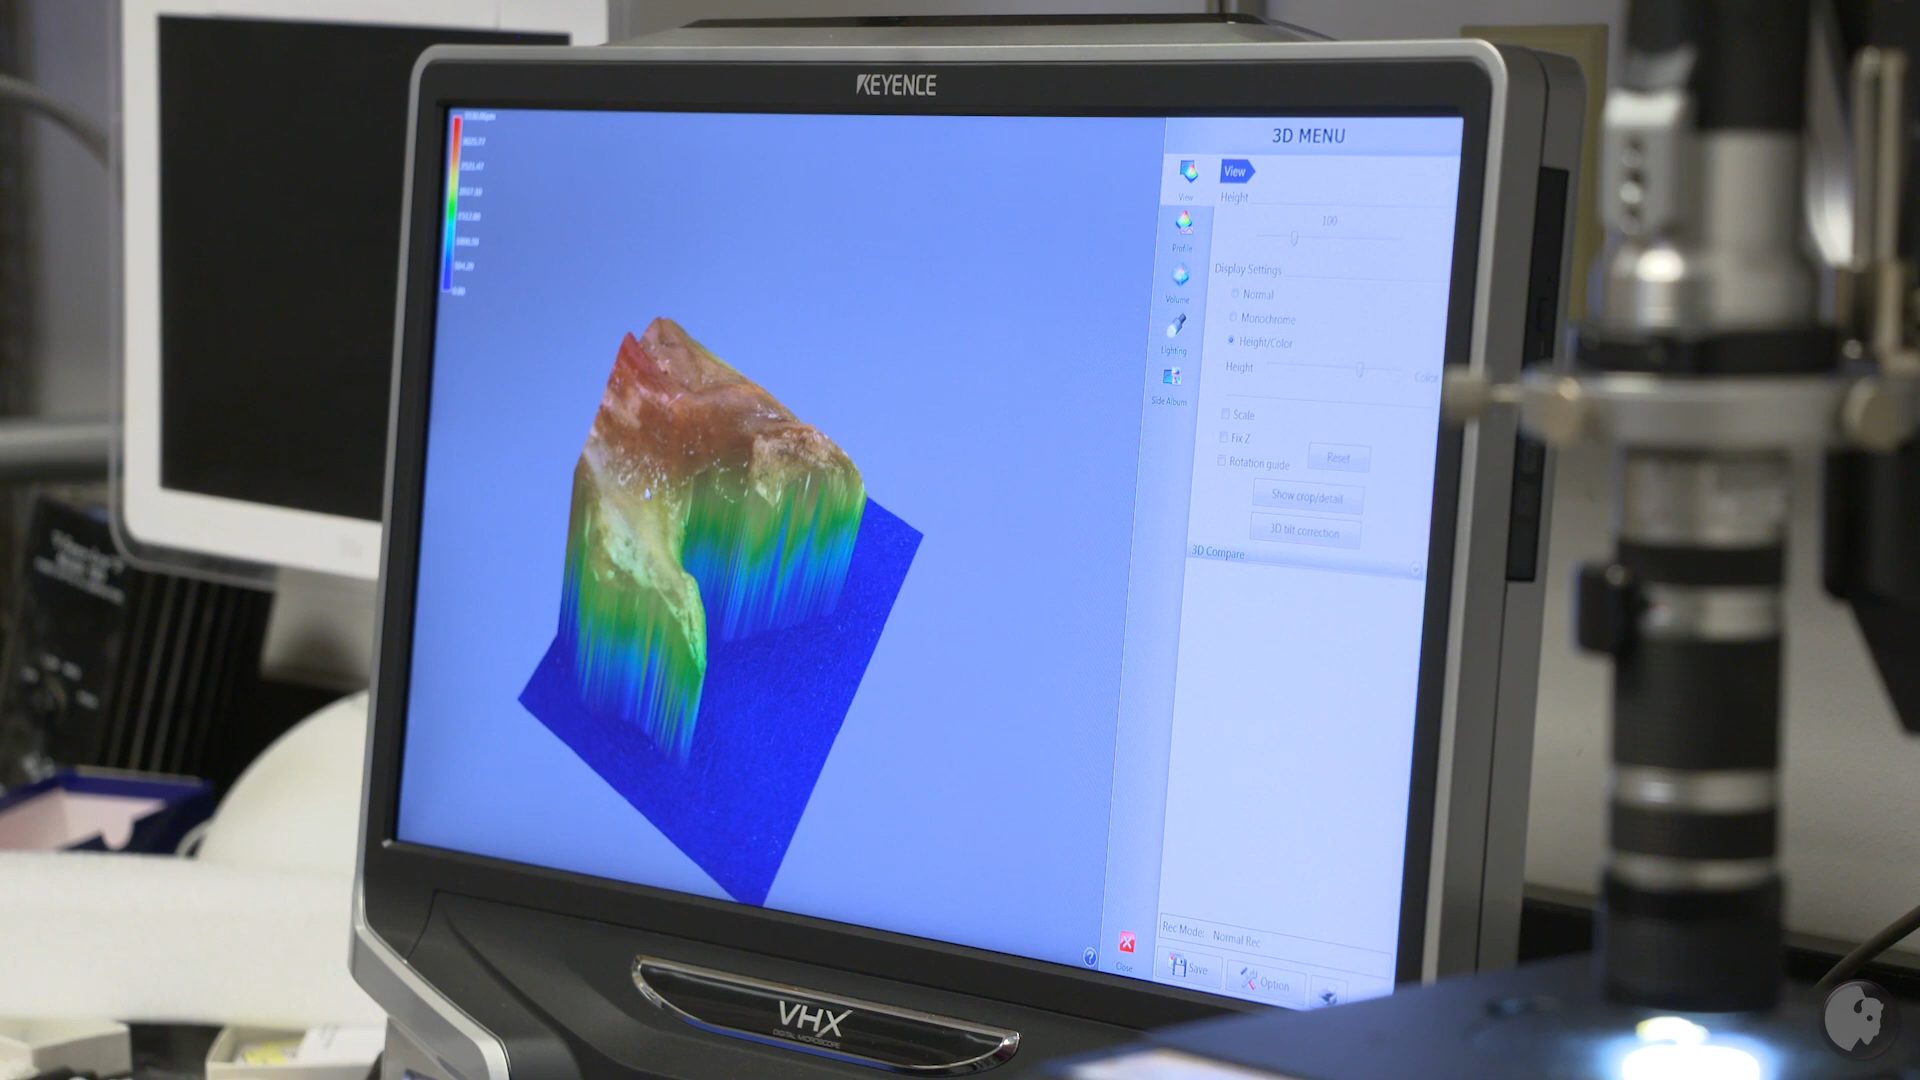 KEYENCE
3D MENU
View
View
Height
100
Profile
Display Settings
Normal
Volume
Monochrome
Height/Color
Lighting
Height
Color
Side Album
Scale
Fix Z
Rotation guide
Reset
Show crop/detail
3D tilt correction
3D Compare
Rec Mode: Normal Rec
Close
Save
Option
VHX
DIGITAL MICROSCOPE